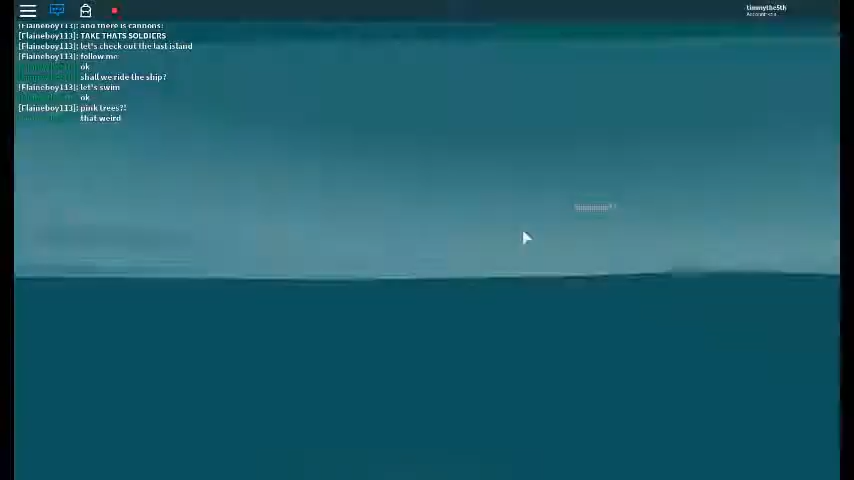 [Flaineboy113]: and there is cannons!
[Flaineboy113]: TAKE THATS SOLDIERS
[Flaineboy113]: let's check out the last island
[Flaineboy113]: follow me
ok
shall we ride the ship?
[Flaineboy113]: let's swim
ok
[Flaineboy113]: pink trees?!
that weird
timmythe5th